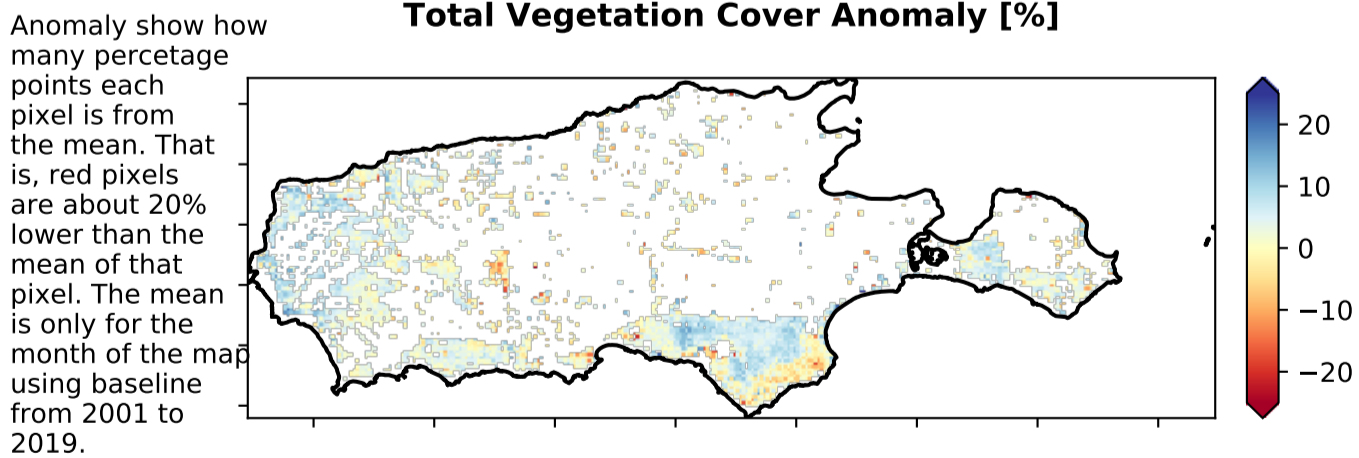 Total Vegetation Cover Anomaly [%]
Anomaly show how
many percetage
points each
pixel is from
the mean. That
is, red pixels
are about 20%
lower than the
mean of that
pixel. The mean
is only for the
month of the map
using baseline
from 2001 to
2019.
20
10
0
−10
−20